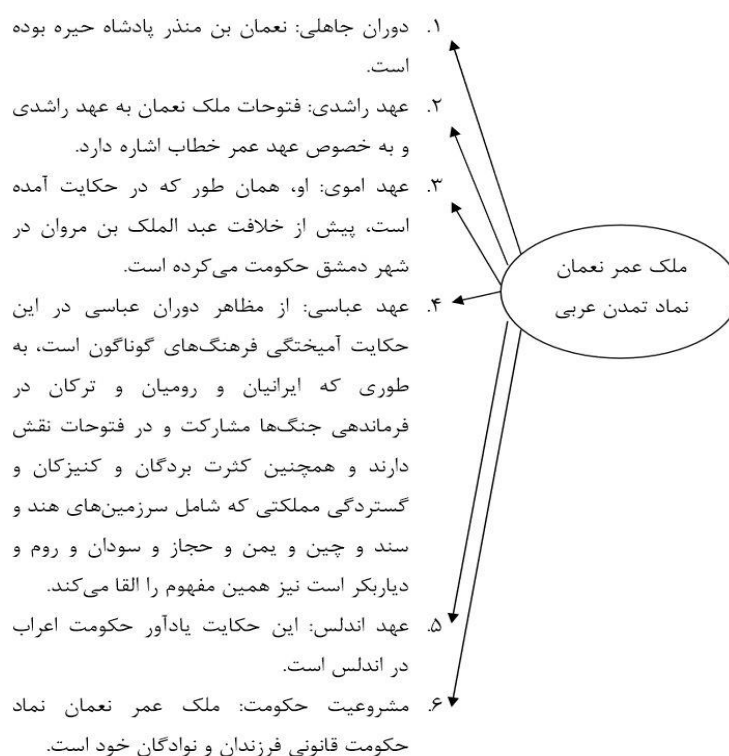 ۱. دوران جاهلی: نعمان بن منذر پادشاه حیره بوده
است.
۲. عهد راشدی: فتوحات ملک نعمان به عهد راشدی
و به خصوص عهد عمر خطاب اشاره دارد.
۳. عهد اموی: او، همان طور که در حکایت آمده
است، پیش از خلافت عبد الملک بن مروان در
شهر دمشق حکومت می‌کرده است.
۴. عهد عباسی: از مظاهر دوران عباسی در این
حکایت آمیختگی فرهنگ‌های گوناگون است، به
طوری که ایرانیان و رومیان و ترکان در
فرماندهی جنگ‌ها مشارکت و در فتوحات نقش
دارند و همچنین کثرت بردگان و کنیزکان و
گستردگی مملکتی که شامل سرزمین‌های هند و
سند و چین و یمن و حجاز و سودان و روم و
دیاربکر است نیز همین مفهوم را القا می‌کند.
۵. عهد اندلس: این حکایت یادآور حکومت اعراب
در اندلس است.
۶. مشروعیت حکومت: ملک عمر نعمان نماد
حکومت قانونی فرزندان و نوادگان خود است.
ملک عمر نعمان
نماد تمدن عربی